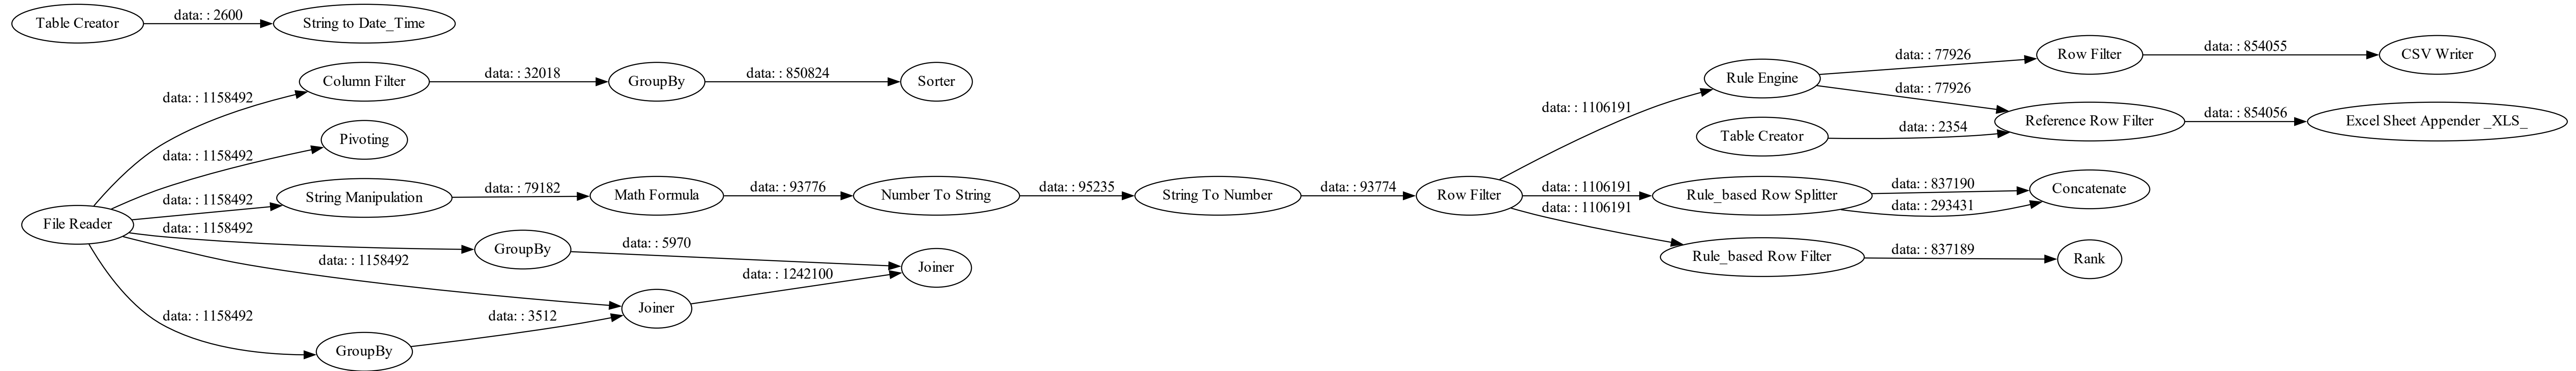 Table Creator
data: : 2600
String to Date_Time
File Reader
data: : 1158492
Column Filter
data: : 32018
GroupBy
data: : 850824
Sorter
data: : 1158492
Pivoting
data: : 1158492
String Manipulation
data: : 79182
Math Formula
data: : 93776
Number To String
data: : 95235
String To Number
data: : 93774
Row Filter
data: : 1158492
GroupBy
data: : 5970
Joiner
data: : 1158492
Joiner
data: : 1242100
data: : 1158492
GroupBy
data: : 3512
data: : 1106191
Rule Engine
data: : 77926
Row Filter
data: : 854055
CSV Writer
data: : 77926
Table Creator
data: : 2354
Reference Row Filter
data: : 854056
Excel Sheet Appender _XLS_
data: : 1106191
Rule_based Row Splitter
data: : 837190
data: : 293431
Concatenate
data: : 1106191
Rule_based Row Filter
data: : 837189
Rank